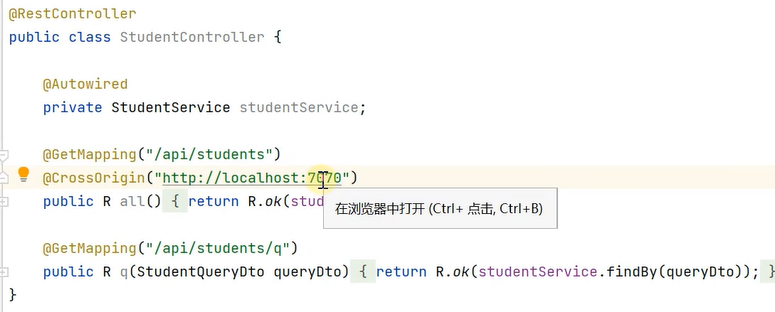 @RestController
public class StudentController {
@Autowired
private StudentService studentService;
@GetMapping("/api/students")
@CrossOrigin("http://localhost:7070")
public R all() { return R.ok(stud
在浏览器中打开 (Ctrl+ 点击, Ctrl+B)
@GetMapping("/api/students/q")
public R q(StudentQueryDto queryDto) { return R.ok(studentService.findBy(queryDto)); }
}